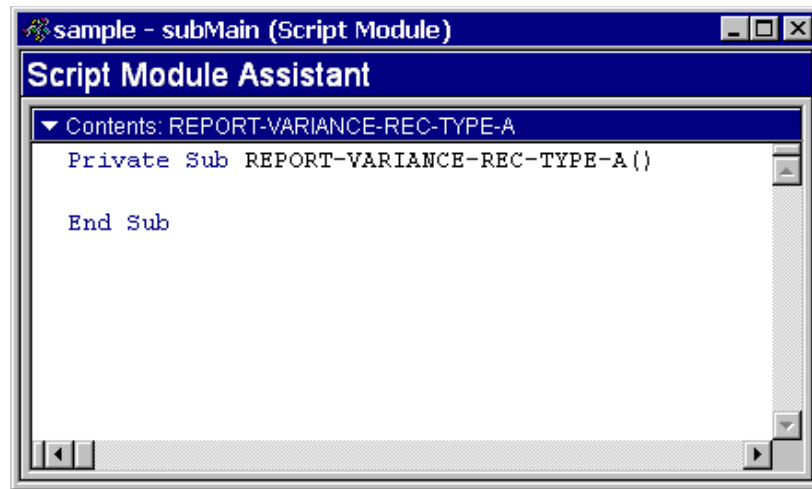 sample - subMain (Script Module)
Script Module Assistant
Contents: REPORT-VARIANCE-REC-TYPE-A
Private Sub REPORT-VARIANCE-REC-TYPE-A()
End Sub